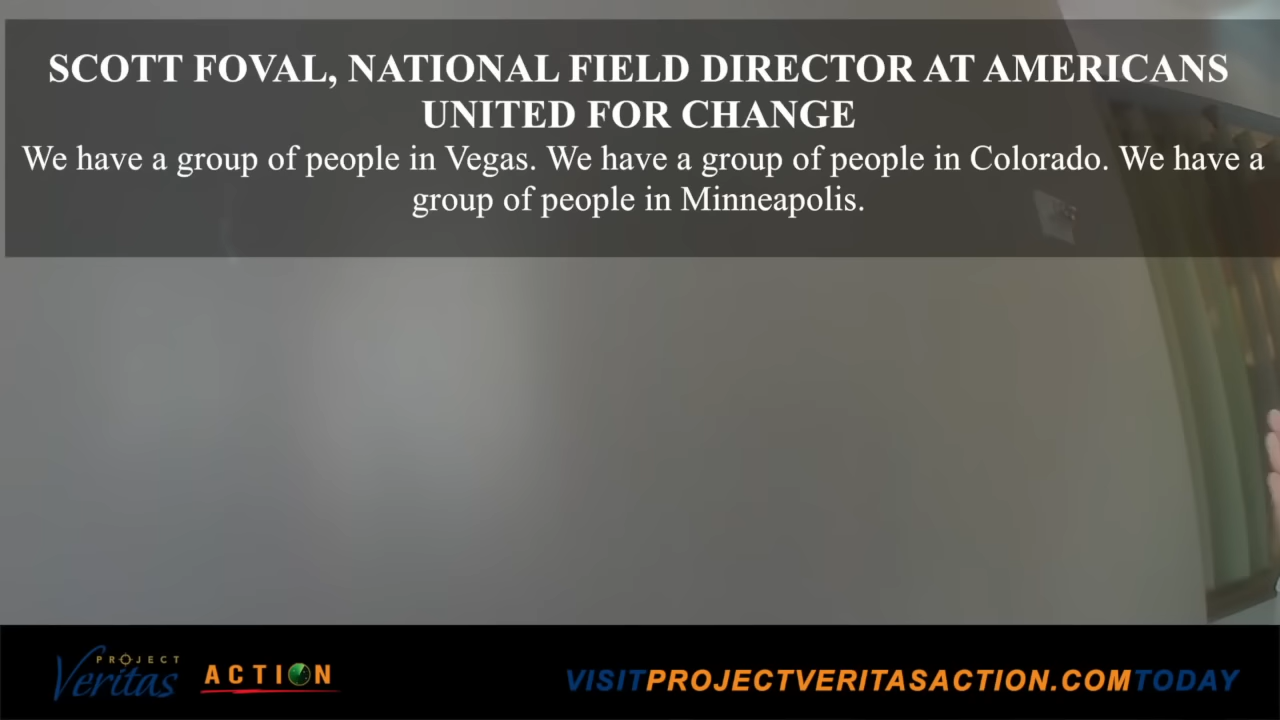 SCOTT FOVAL, NATIONAL FIELD DIRECTOR AT AMERICANS
UNITED FOR CHANGE
We have a group of people in Vegas. We have a group of people in Colorado. We have a
group of people in Minneapolis.
PROJECT
Veritas
ACTION
VISITPROJECTVERITASACTION.COMTODAY